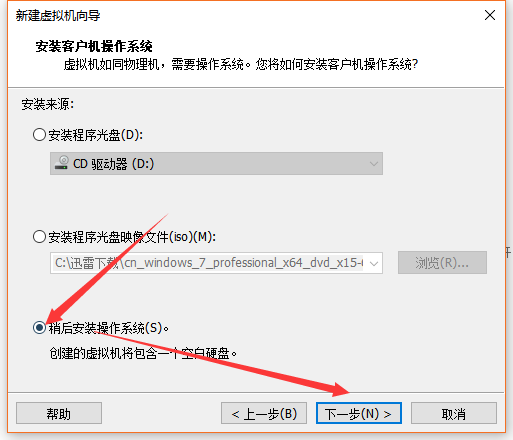 新建虚拟机向导
安装客户机操作系统
虚拟机如同物理机，需要操作系统。您将如何安装客户机操作系统?
安装来源:
安装程序光盘(D):
CD 驱动器 (D:)
安装程序光盘映像文件(iso)(M):
C:\迅雷下载\cn_windows_7_professional_x64_dvd_x15-
浏览(R)...
稍后安装操作系统(S)。
创建的虚拟机将包含一个空白硬盘。
帮助
< 上一步(B)
下一步(N) >
取消